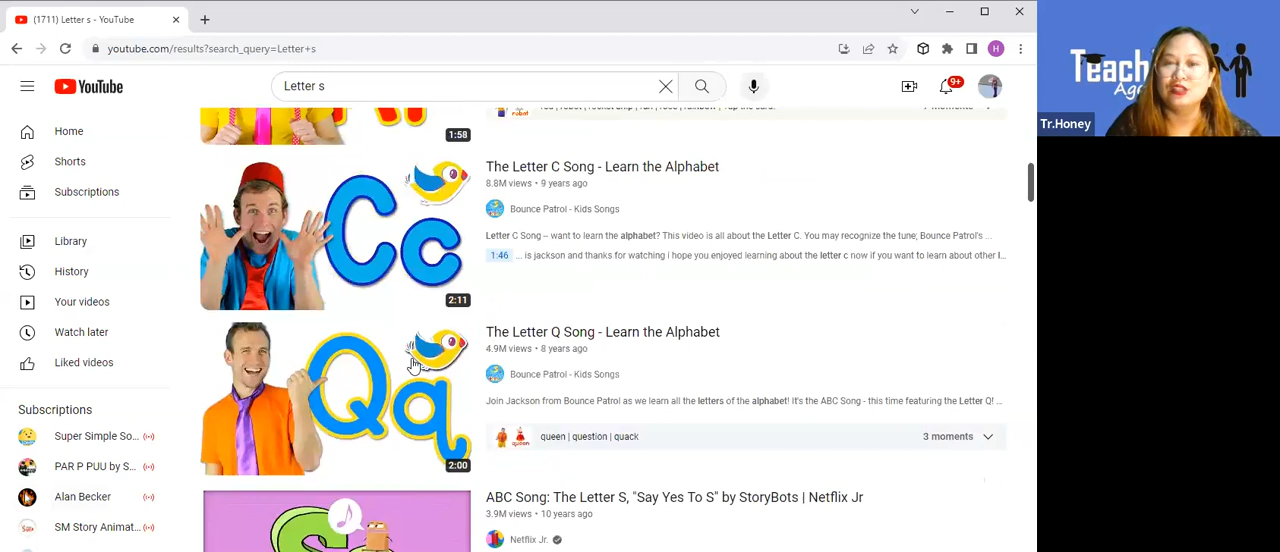 (1711) Letter s - YouTube
youtube.com/results?search_query=Letter+s
YouTube
Letter s
9+
H
Home
Shorts
Subscriptions
Library
History
Your videos
Watch later
Liked videos
Subscriptions
Super Simple So...
PAR P PUU by S...
Alan Becker
SM Story Animat...
1:58
Cc
2:11
The Letter C Song - Learn the Alphabet
8.8M views • 9 years ago
Bounce Patrol - Kids Songs
Letter C Song -- want to learn the alphabet? This video is all about the Letter C. You may recognize the tune; Bounce Patrol's ...
1:46 ... is jackson and thanks for watching i hope you enjoyed learning about the letter c now if you want to learn about other l...
Qq
2:00
The Letter Q Song - Learn the Alphabet
4.9M views • 8 years ago
Bounce Patrol - Kids Songs
Join Jackson from Bounce Patrol as we learn all the letters of the alphabet! It's the ABC Song - this time featuring the Letter Q! ...
queen | question | quack
3 moments
ABC Song: The Letter S, "Say Yes To S" by StoryBots | Netflix Jr.
3.9M views • 10 years ago
Netflix Jr.
Tr.Honey